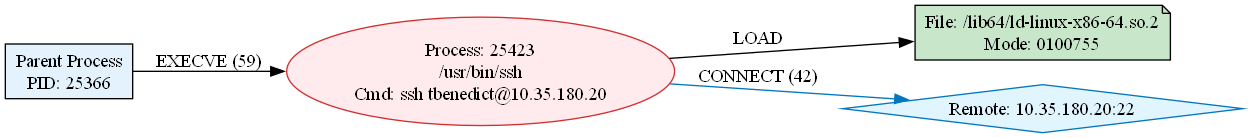 Parent Process
PID: 25366
EXECVE (59)
Process: 25423
/usr/bin/ssh
Cmd: ssh tbenedict@10.35.180.20
LOAD
File: /lib64/ld-linux-x86-64.so.2
Mode: 0100755
CONNECT (42)
Remote: 10.35.180.20:22